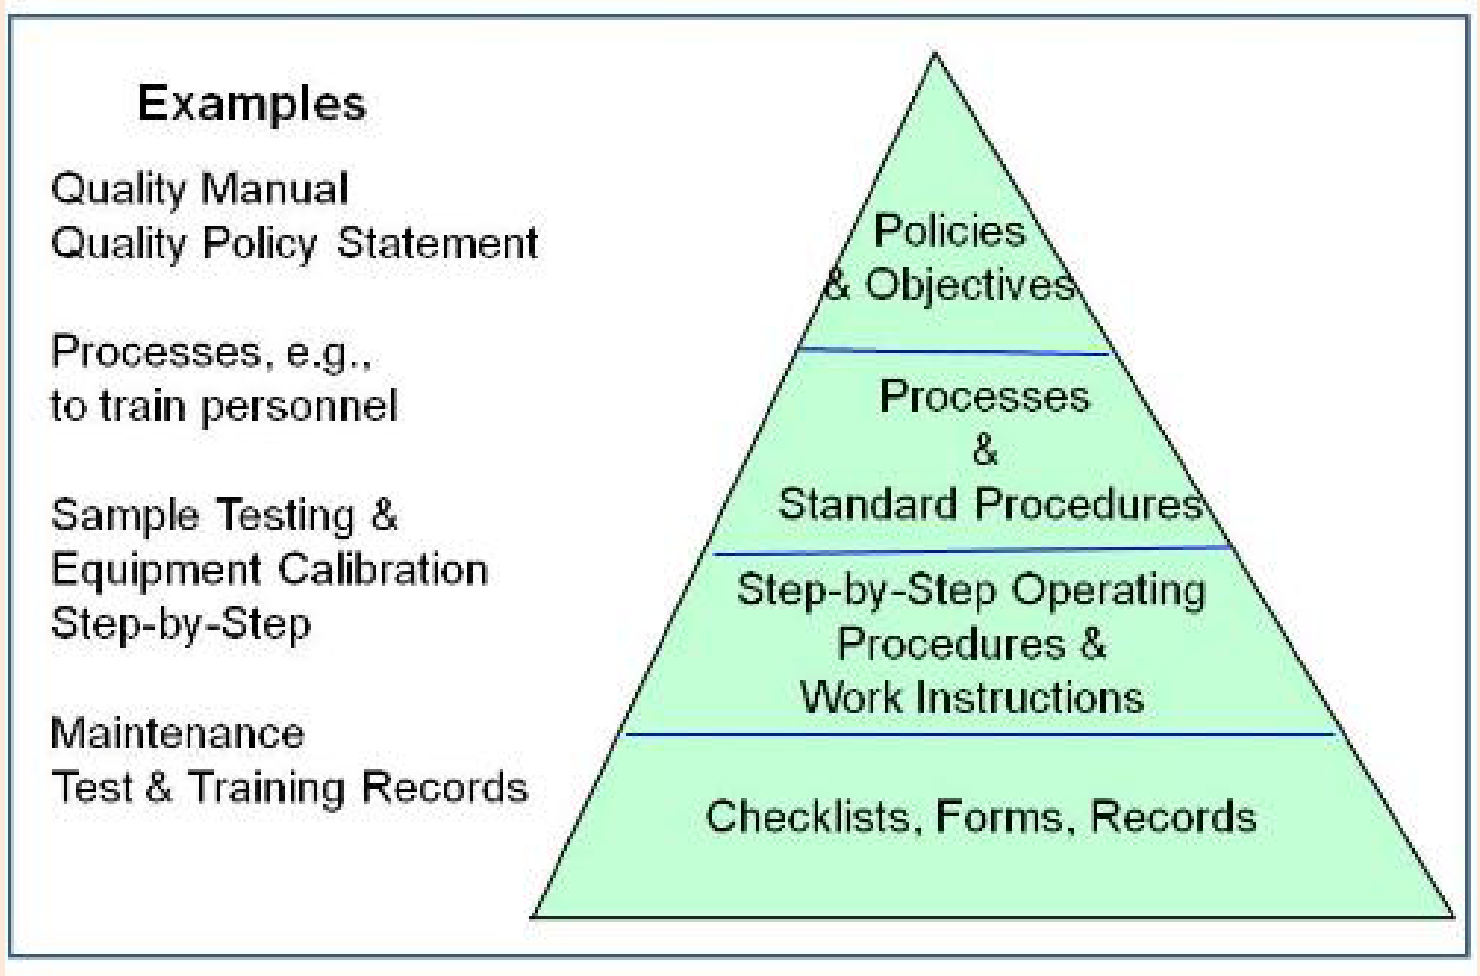 Examples
Quality Manual
Quality Policy Statement
Processes, e.g.,
to train personnel
Sample Testing &
Equipment Calibration
Step-by-Step
Maintenance
Test & Training Records
Policies
& Objectives
Processes
&
Standard Procedures
Step-by-Step Operating
Procedures &
Work Instructions
Checklists, Forms, Records